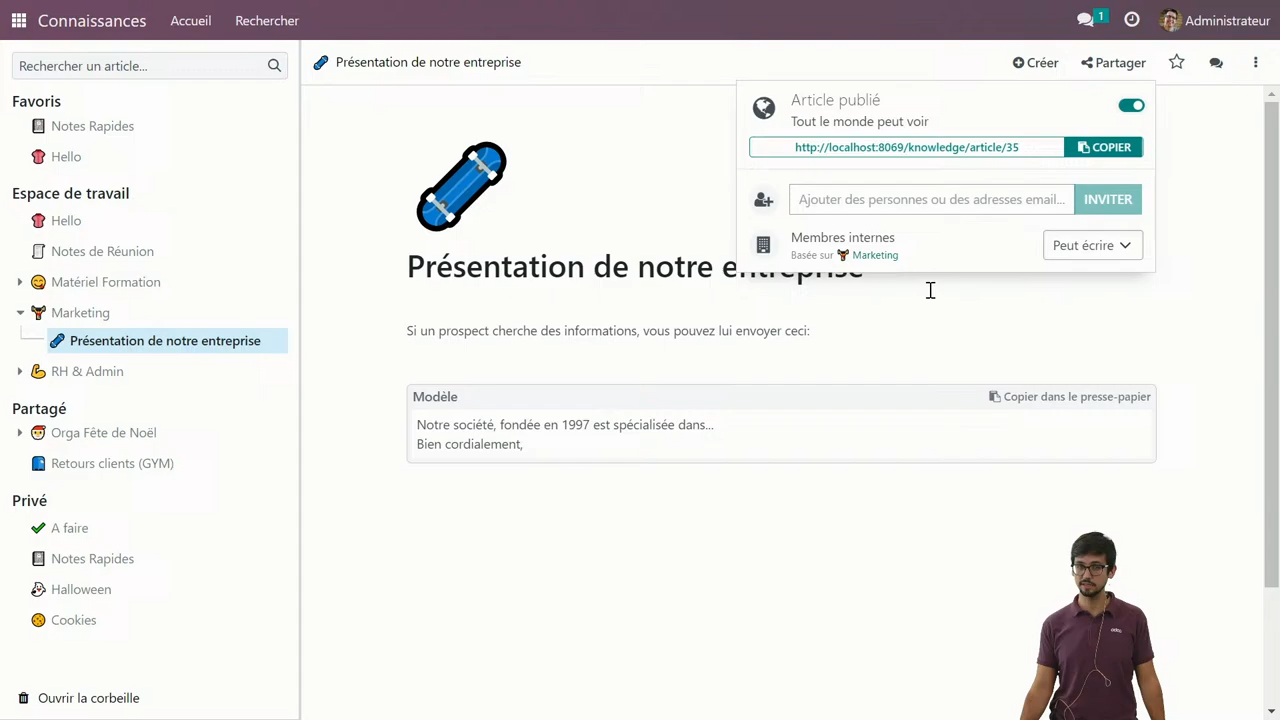 Connaissances
Accueil
Rechercher
1
Administrateur
Rechercher un article...
Favoris
Notes Rapides
Hello
Espace de travail
Hello
Notes de Réunion
Matériel Formation
Marketing
Présentation de notre entreprise
RH & Admin
Partagé
Orga Fête de Noël
Retours clients (GYM)
Privé
A faire
Notes Rapides
Halloween
Cookies
Ouvrir la corbeille
Présentation de notre entreprise
Créer
Partager
Article publié
Tout le monde peut voir
http://localhost:8069/knowledge/article/35
COPIER
Ajouter des personnes ou des adresses email...
INVITER
Membres internes
Basée sur Marketing
Peut écrire
Présentation de notre entreprise
Si un prospect cherche des informations, vous pouvez lui envoyer ceci:
Modèle
Copier dans le presse-papier
Notre société, fondée en 1997 est spécialisée dans...
Bien cordialement,
odoo